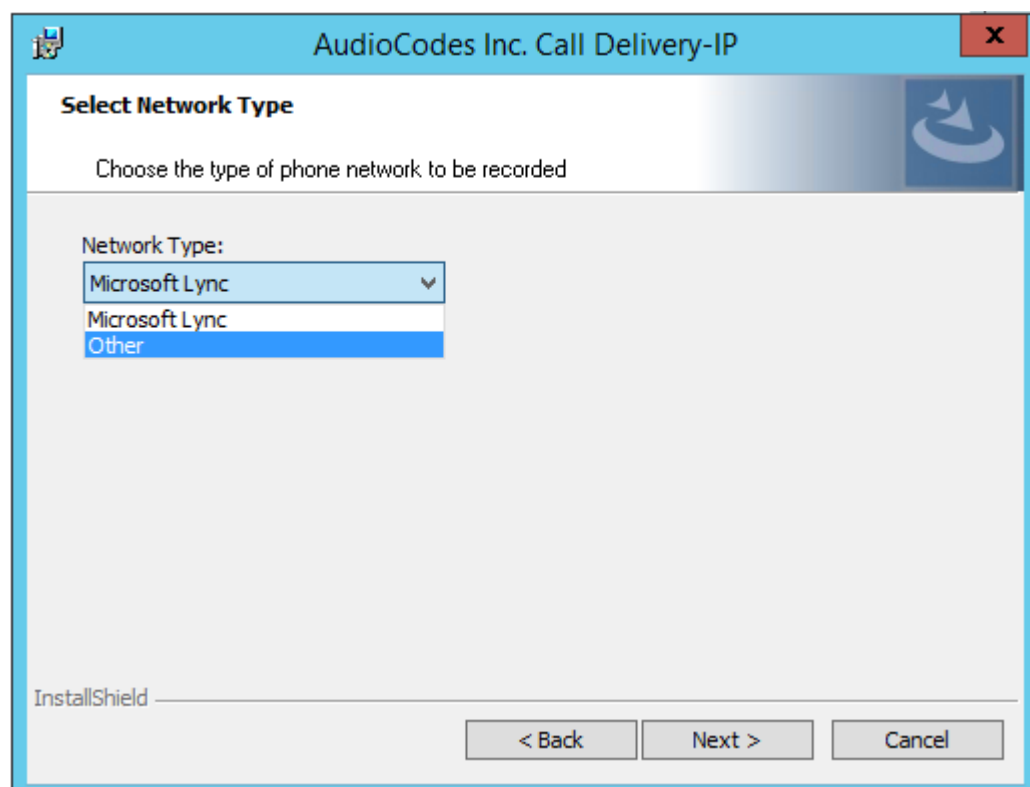 AudioCodes Inc. Call Delivery-IP
x
Select Network Type
Choose the type of phone network to be recorded
Network Type:
Microsoft Lync
Microsoft Lync
Other
InstallShield
< Back
Next >
Cancel